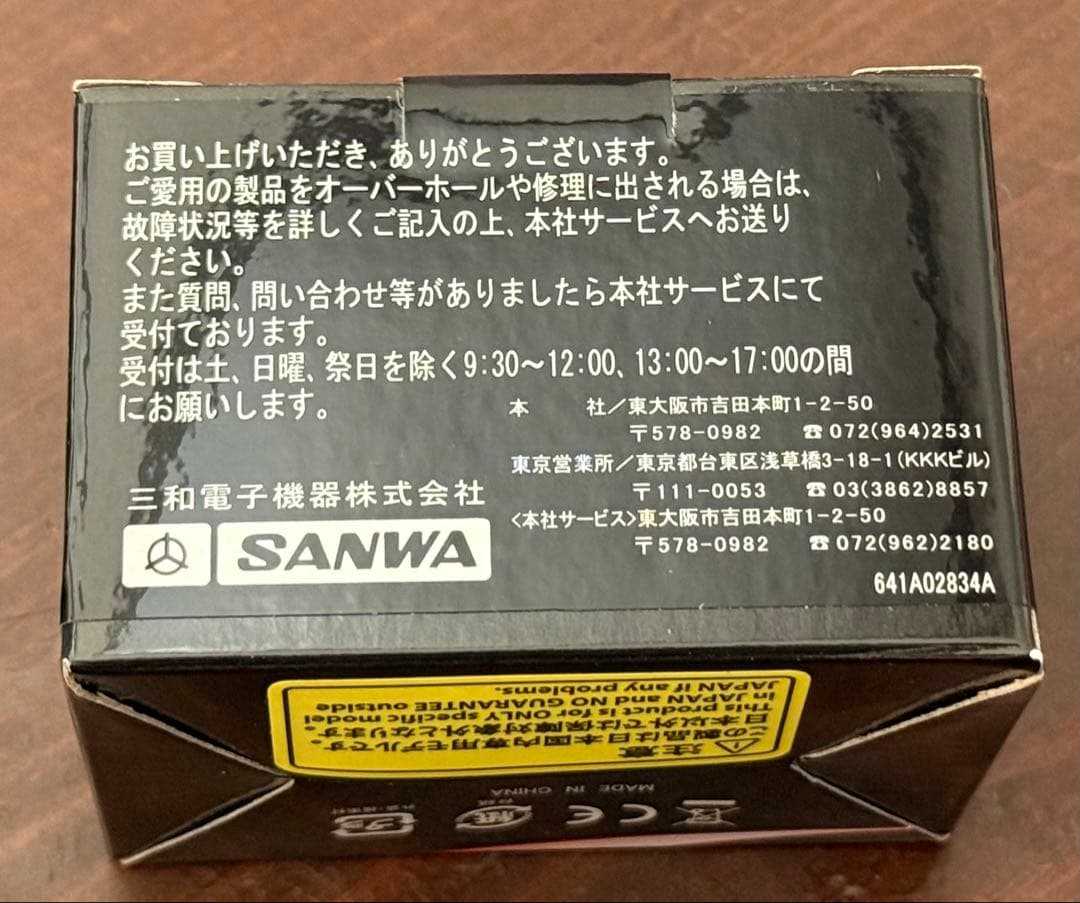 お買い上げいただき、ありがとうございます。
ご愛用の製品をオーバーホールや修理に出される場合は、
故障状況等を詳しくご記入の上、本社サービスへお送り
ください。
また質問、問い合わせ等がありましたら本社サービスにて
受付ております。
受付は土、日曜、祭日を除く9:30～12:00、13:00～17:00の間
にお願いします。
本　　社／東大阪市吉田本町1-2-50
〒578-0982　☎072(964)2531
東京営業所／東京都台東区浅草橋3-18-1(KKKビル)
〒111-0053　☎03(3862)8857
<本社サービス>東大阪市吉田本町1-2-50
〒578-0982　☎072(962)2180
三和電子機器株式会社
SANWA
641A02834A
注意
この製品は日本国内専用モデルです。
日本以外では保障対象外となります。
This product is for ONLY specific model
in JAPAN and NO GUARANTEE outside
JAPAN if any problems.
MADE IN CHINA
CE
紙
プラ